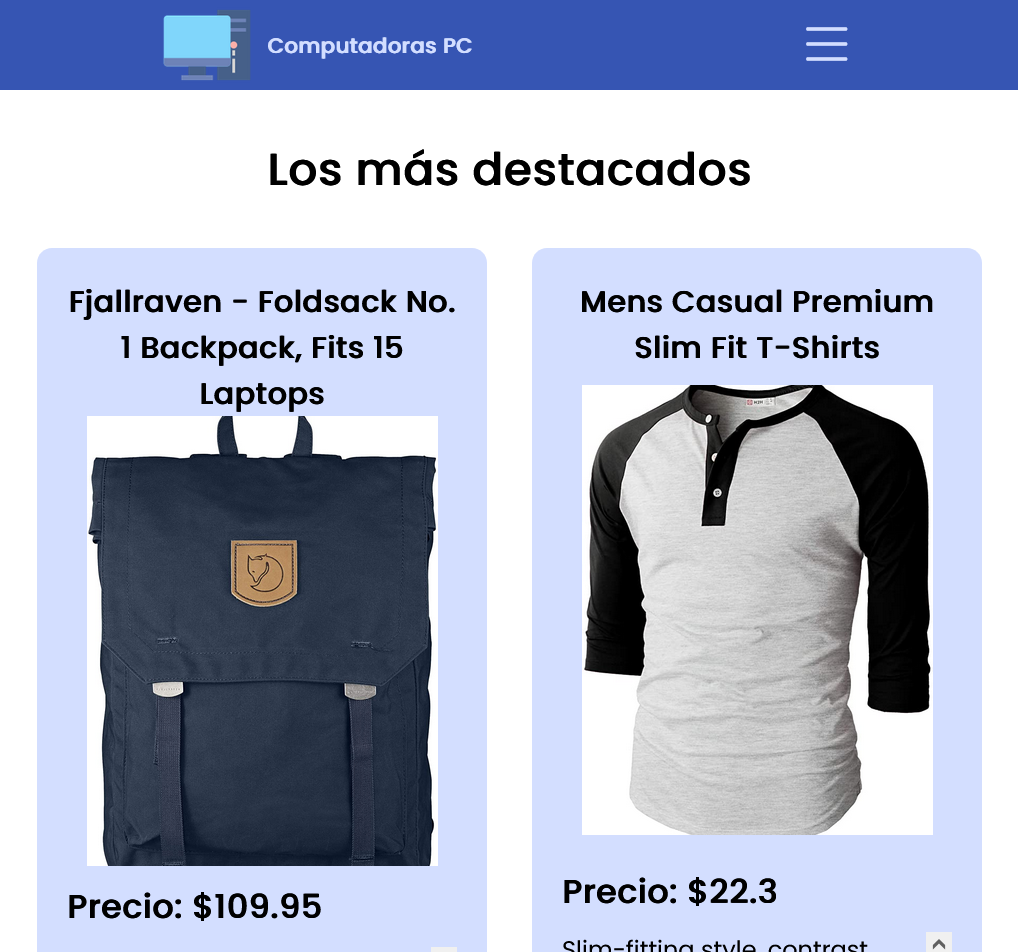 Computadoras PC
Los más destacados
Fjallraven - Foldsack No.
1 Backpack, Fits 15
Laptops
Precio: $109.95
Mens Casual Premium
Slim Fit T-Shirts
Precio: $22.3
Slim-fitting style, contrast